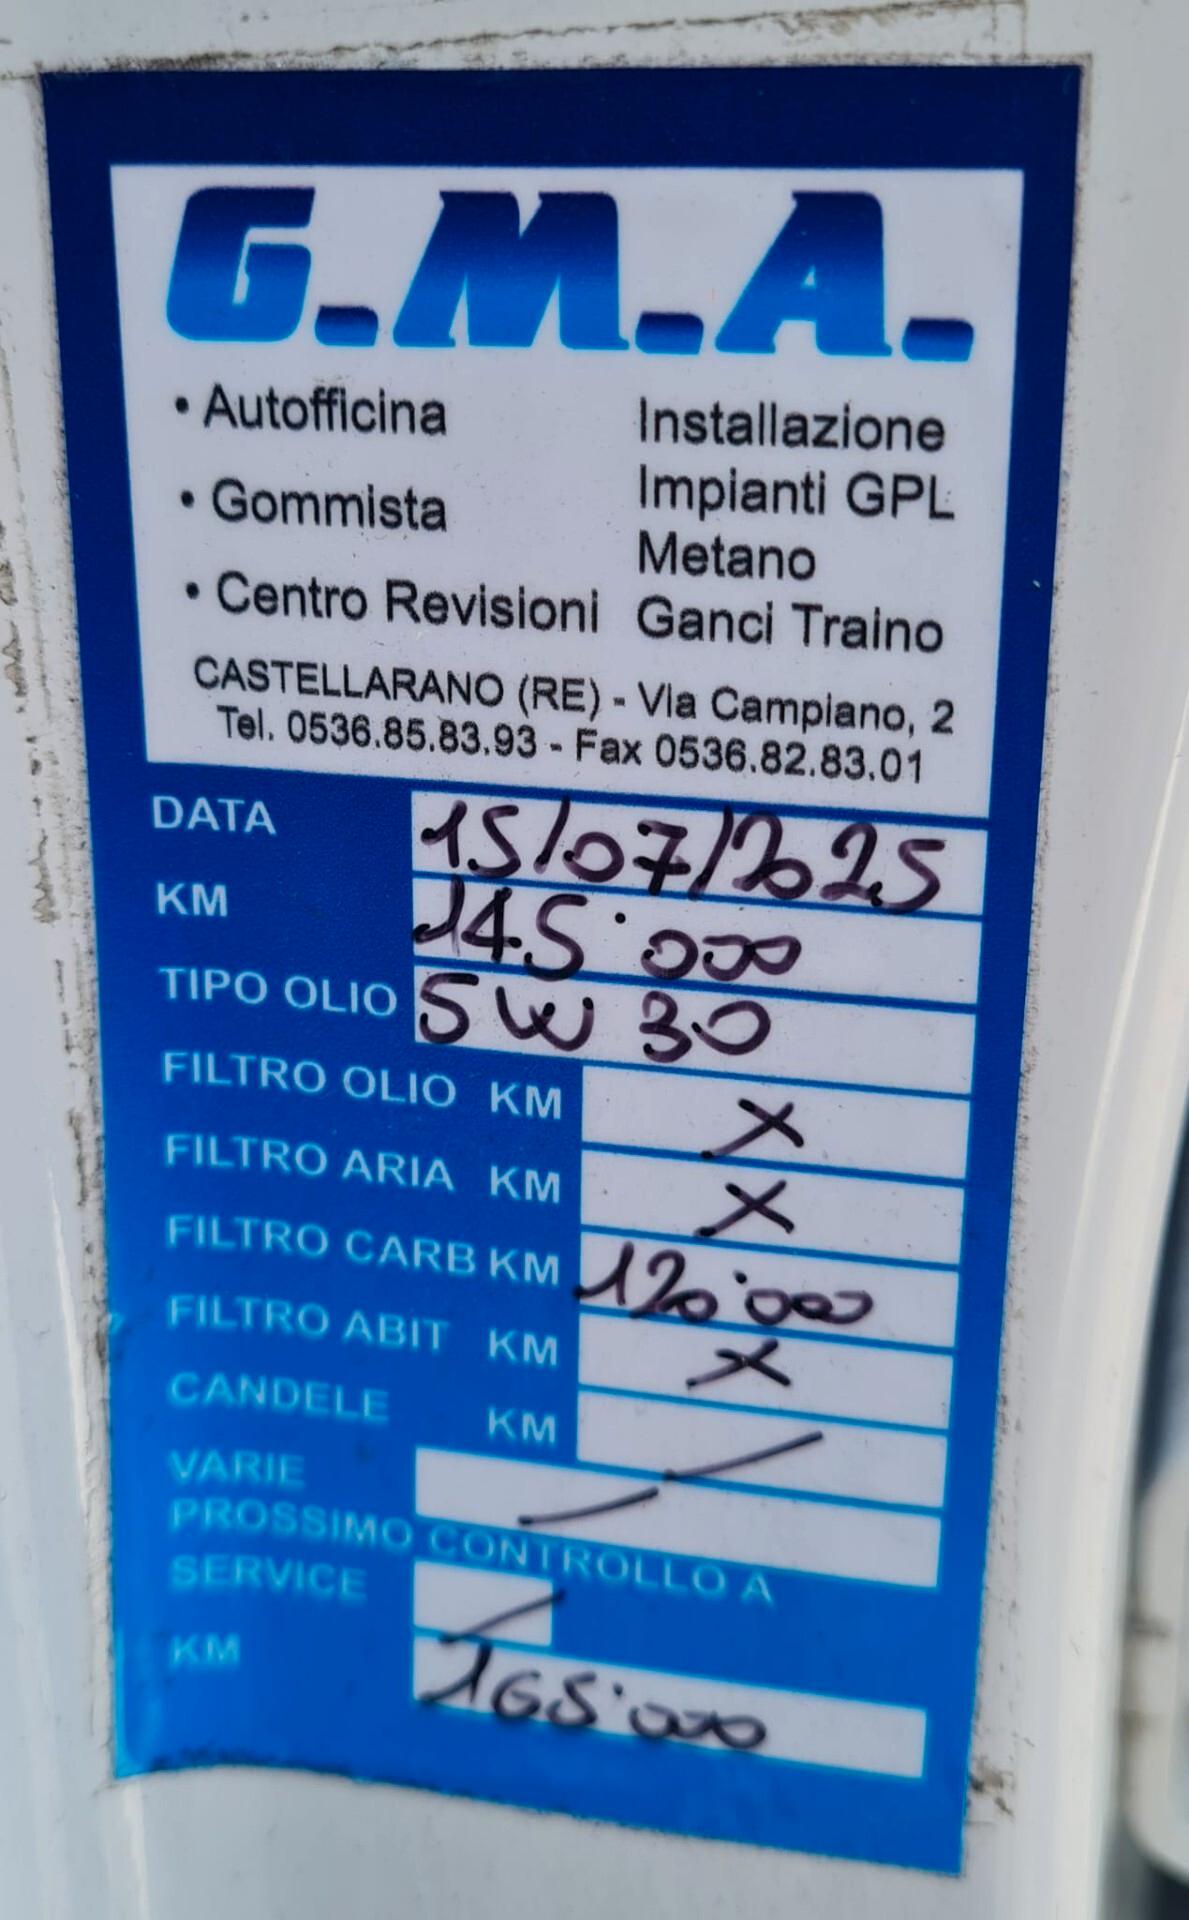 G.M.A.
• Autofficina
• Gommista
• Centro Revisioni
Installazione
Impianti GPL
Metano
Ganci Traino
CASTELLARANO (RE) - Via Campiano, 2
Tel. 0536.85.83.93 - Fax 0536.82.83.01
DATA 15/07/2025
KM 145'000
TIPO OLIO 5W30
FILTRO OLIO KM X
FILTRO ARIA KM X
FILTRO CARB KM 120'000
FILTRO ABIT KM X
CANDELE KM /
VARIE /
PROSSIMO CONTROLLO A
SERVICE /
KM 165'000